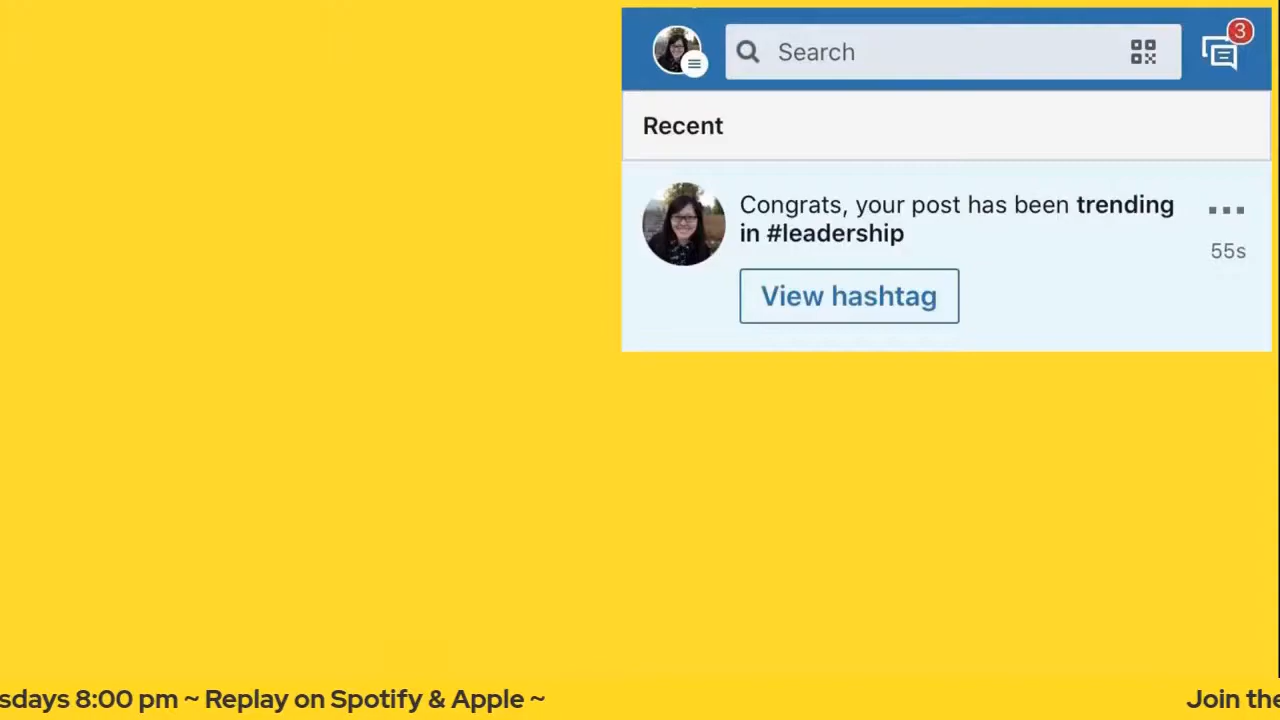 Search
3
Recent
Congrats, your post has been trending
in #leadership
55s
View hashtag
sdays 8:00 pm ~ Replay on Spotify & Apple ~
Join the